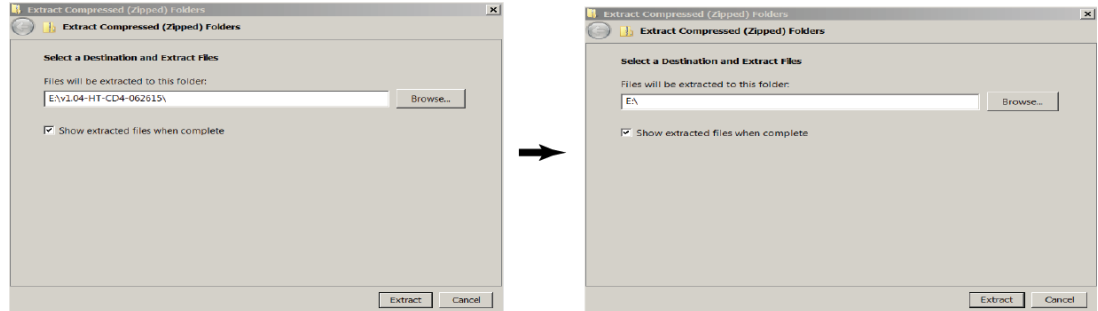 Extract Compressed (Zipped) Folders
Extract Compressed (Zipped) Folders
Select a Destination and Extract Files
Files will be extracted to this folder:
E:\v1.04-HT-CD4-062615\
Browse...
Show extracted files when complete
Extract
Cancel
Extract Compressed (Zipped) Folders
Extract Compressed (Zipped) Folders
Select a Destination and Extract Files
Files will be extracted to this folder:
E:\
Browse...
Show extracted files when complete
Extract
Cancel